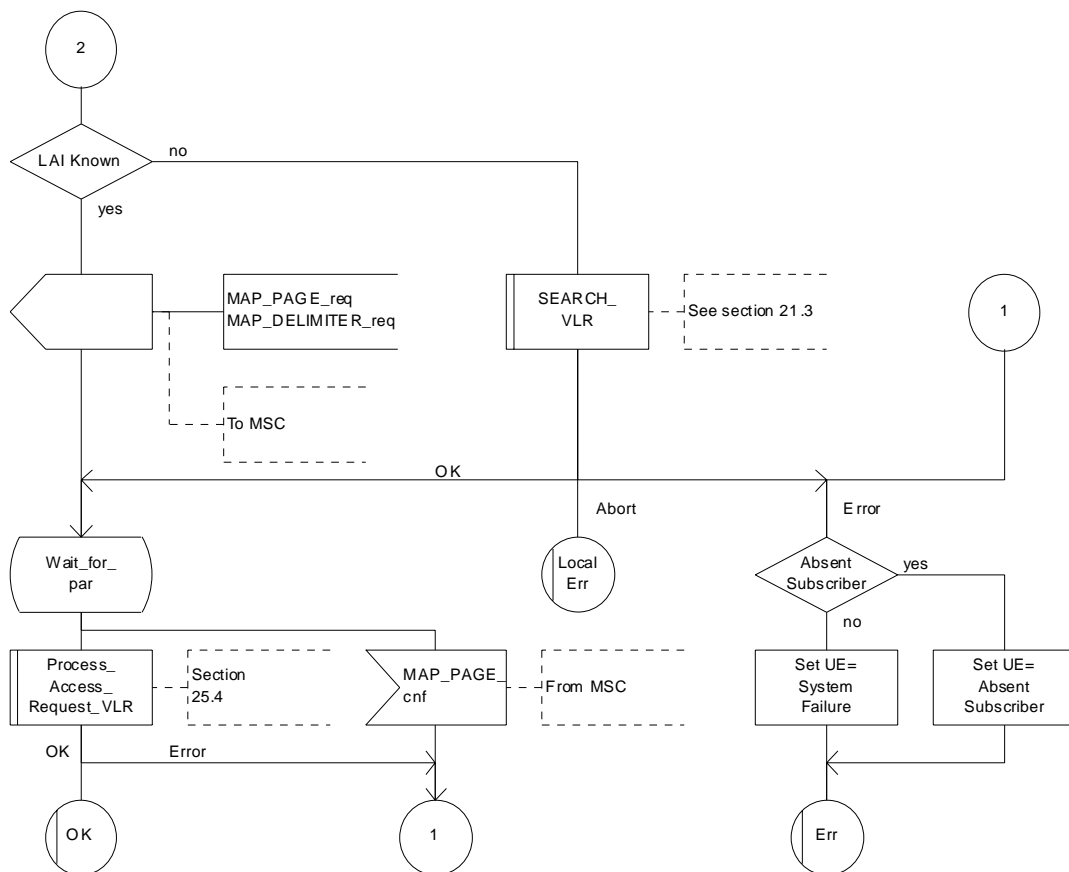 2
LAI Known
no
yes
MAP_PAGE_req
MAP_DELIMITER_req
SEARCH_
VLR
See section 21.3
1
To MSC
OK
Abort
Error
Wait_for_
par
Local
Err
Absent
Subscriber
yes
no
Process_
Access_
Request_VLR
Section
25.4
MAP_PAGE_
cnf
From MSC
Set UE=
System
Failure
Set UE=
Absent
Subscriber
OK
Error
OK
1
Err